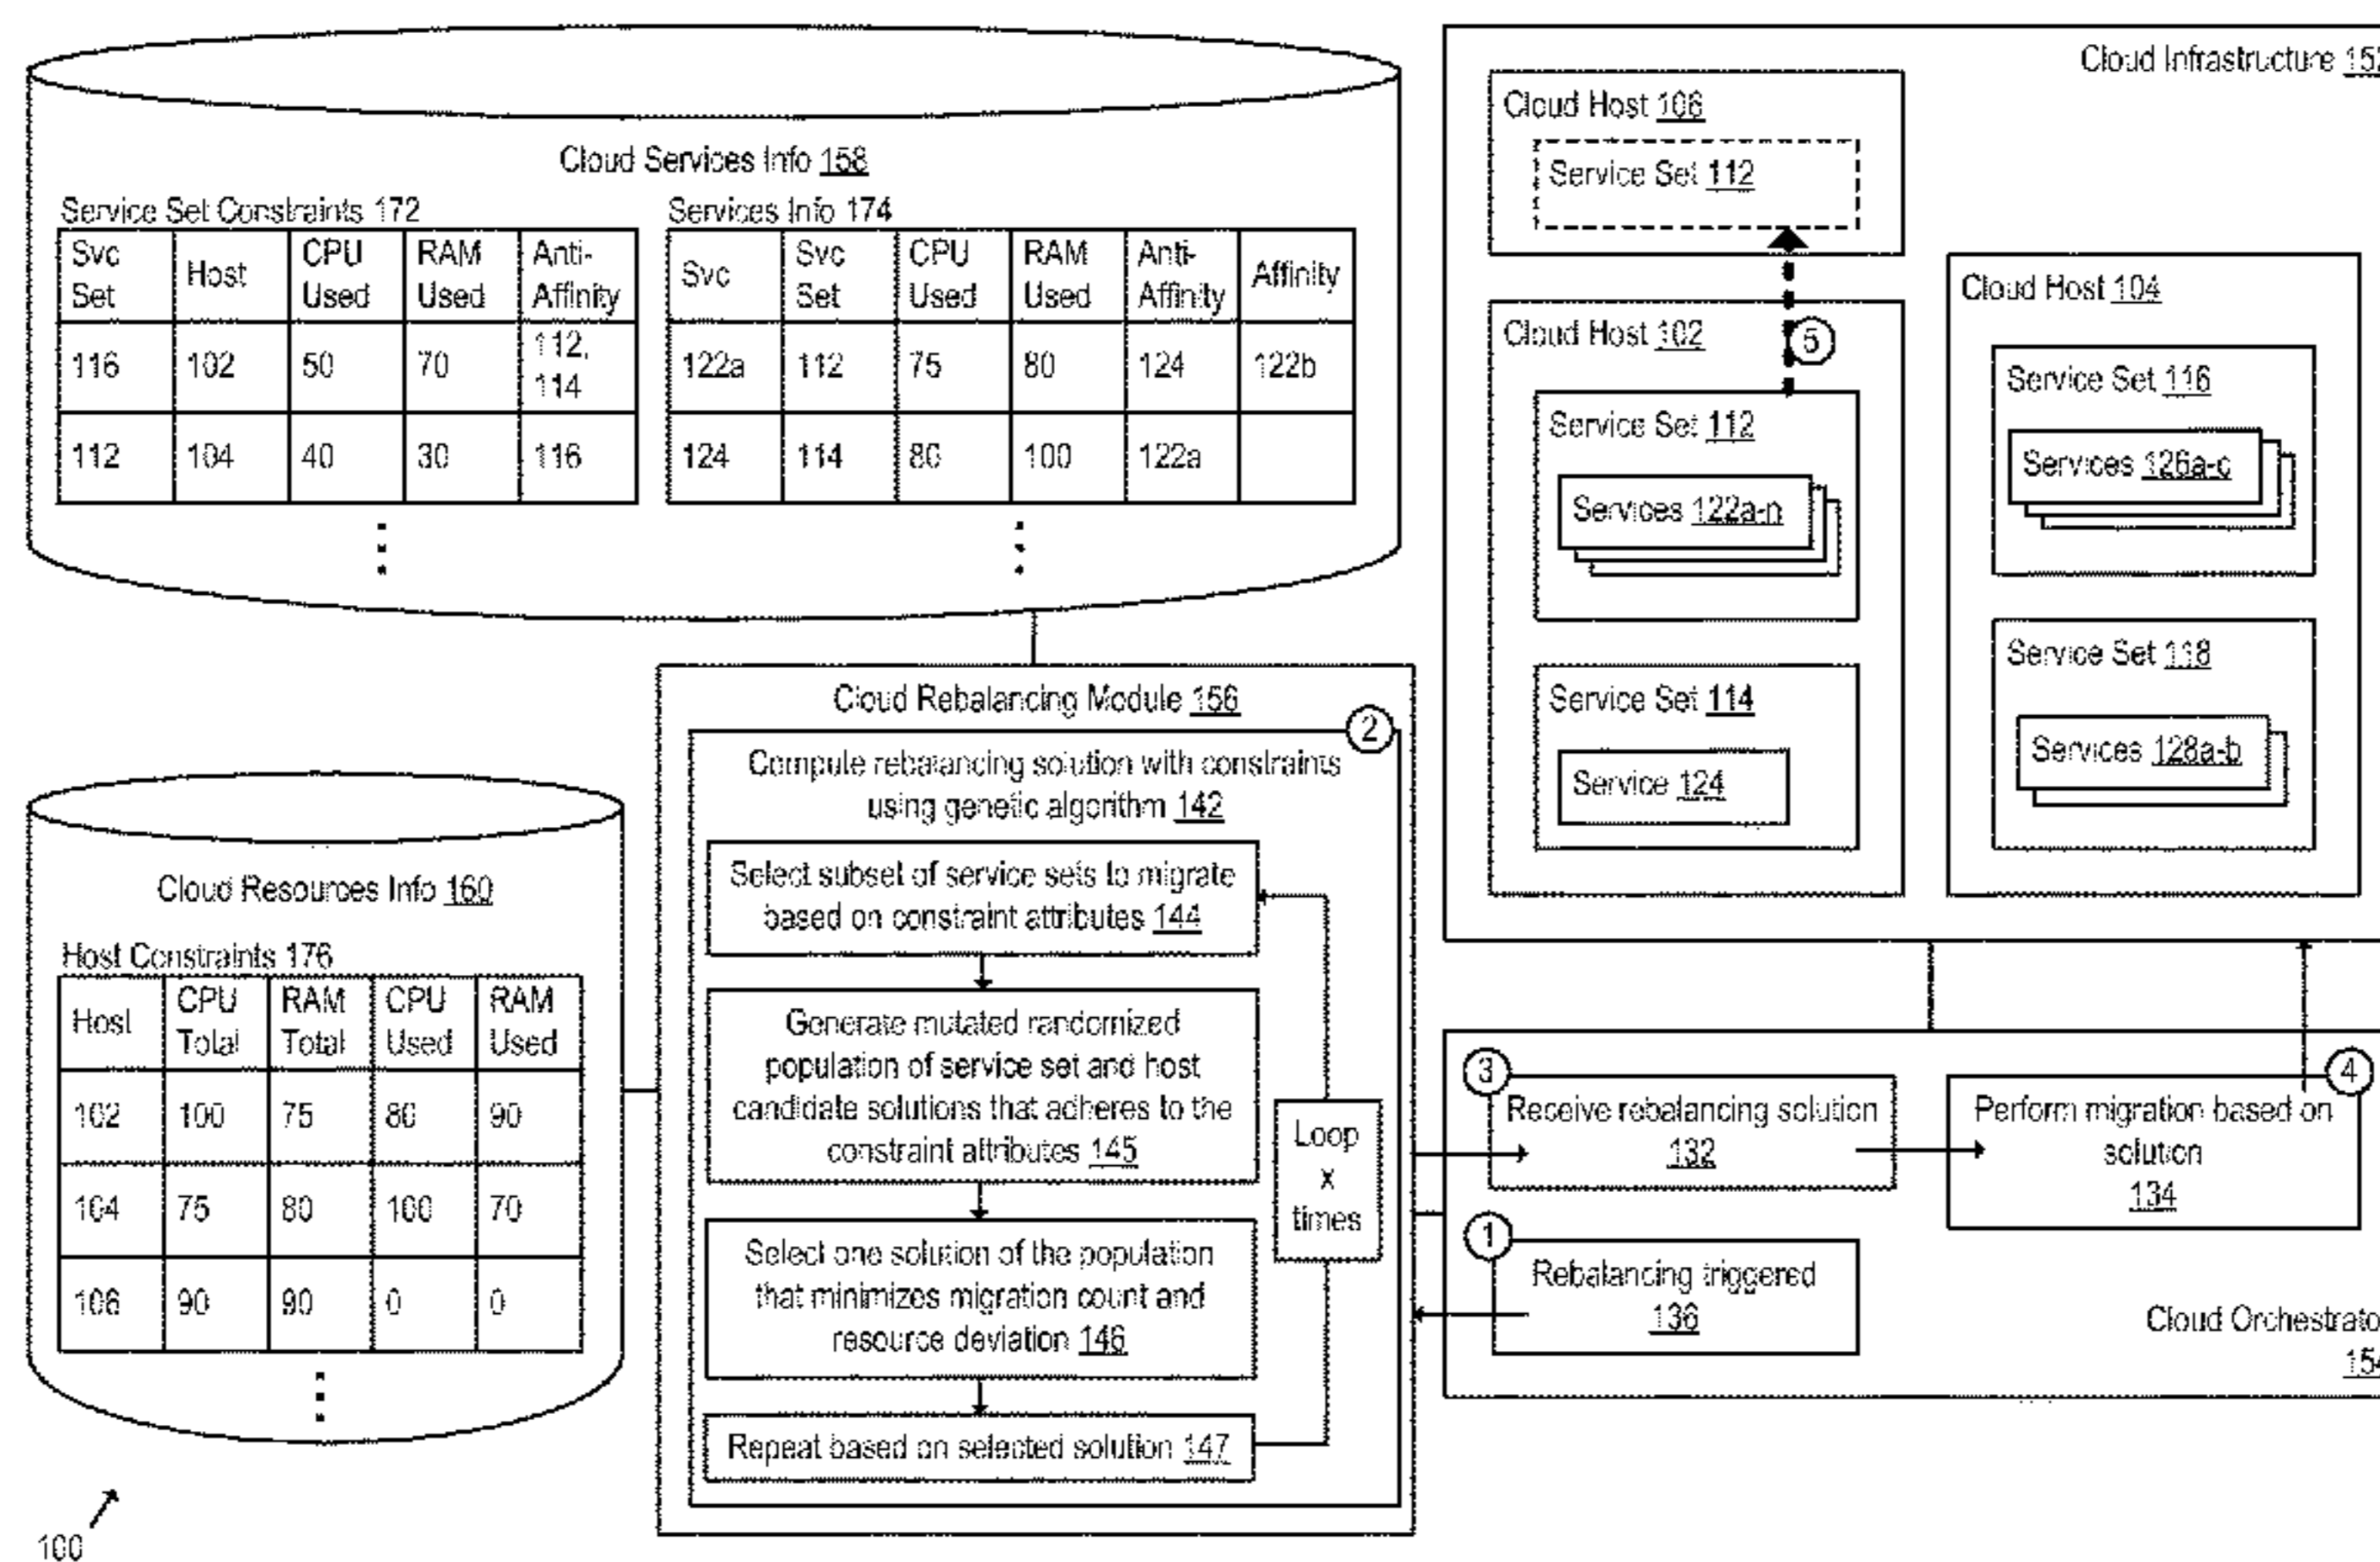 Cloud Services Info 158
Service Set Constraints 172
Svc Set Host CPU Used RAM Used Anti-Affinity
116 102 50 70 112, 114
112 104 40 30 116
Services Info 174
Svc Svc Set CPU Used RAM Used Anti-Affinity Affinity
122a 112 75 80 124 122b
124 114 80 100 122a
Cloud Resources Info 160
Host Constraints 176
Host CPU Total RAM Total CPU Used RAM Used
102 100 75 80 90
104 75 80 100 70
106 90 90 0 0
100
Cloud Rebalancing Module 156
2
Compute rebalancing solution with constraints
using genetic algorithm 142
Select subset of service sets to migrate
based on constraint attributes 144
Generate mutated randomized
population of service set and host
candidate solutions that adheres to the
constraint attributes 145
Select one solution of the population
that minimizes migration count and
resource deviation 146
Repeat based on selected solution 147
Loop
x
times
Cloud Infrastructure
Cloud Host 106
Service Set 112
Cloud Host 102
5
Service Set 112
Services 122a-n
Service Set 114
Service 124
Cloud Host 104
Service Set 116
Services 126a-c
Service Set 118
Services 128a-b
3
Receive rebalancing solution
132
4
Perform migration based on
solution
134
1
Rebalancing triggered
136
Cloud